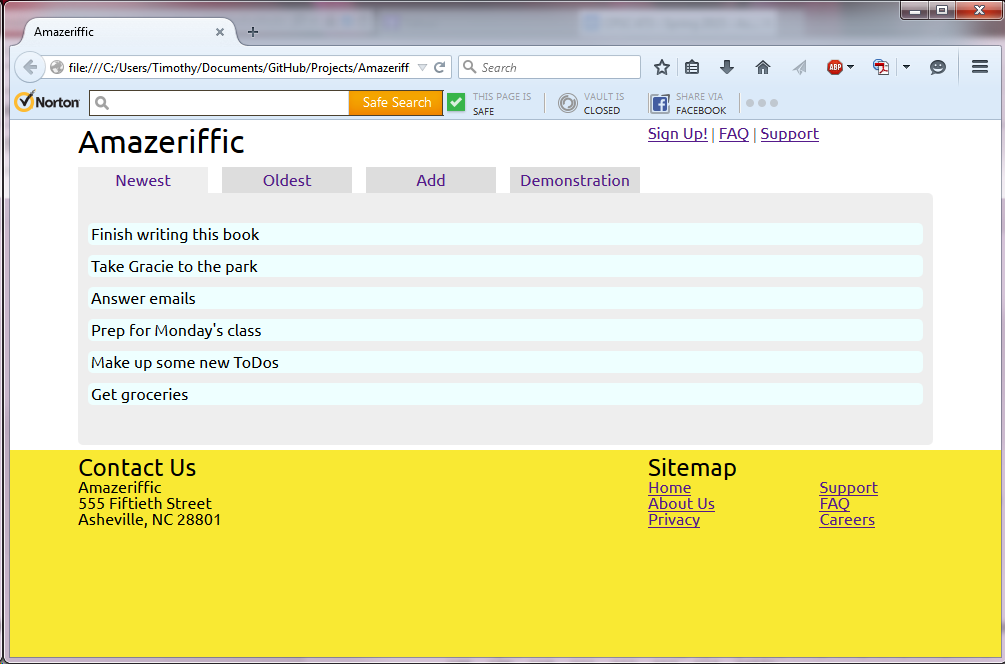 Amazeriffic
file:///C:/Users/Timothy/Documents/GitHub/Projects/Amazeriff
Search
ABP
Norton
Safe Search
THIS PAGE IS
SAFE
VAULT IS
CLOSED
SHARE VIA
FACEBOOK
Amazeriffic
Sign Up! | FAQ | Support
Newest Oldest Add Demonstration
Finish writing this book
Take Gracie to the park
Answer emails
Prep for Monday's class
Make up some new ToDos
Get groceries
Contact Us
Amazeriffic
555 Fiftieth Street
Asheville, NC 28801
Sitemap
Home Support
About Us FAQ
Privacy Careers